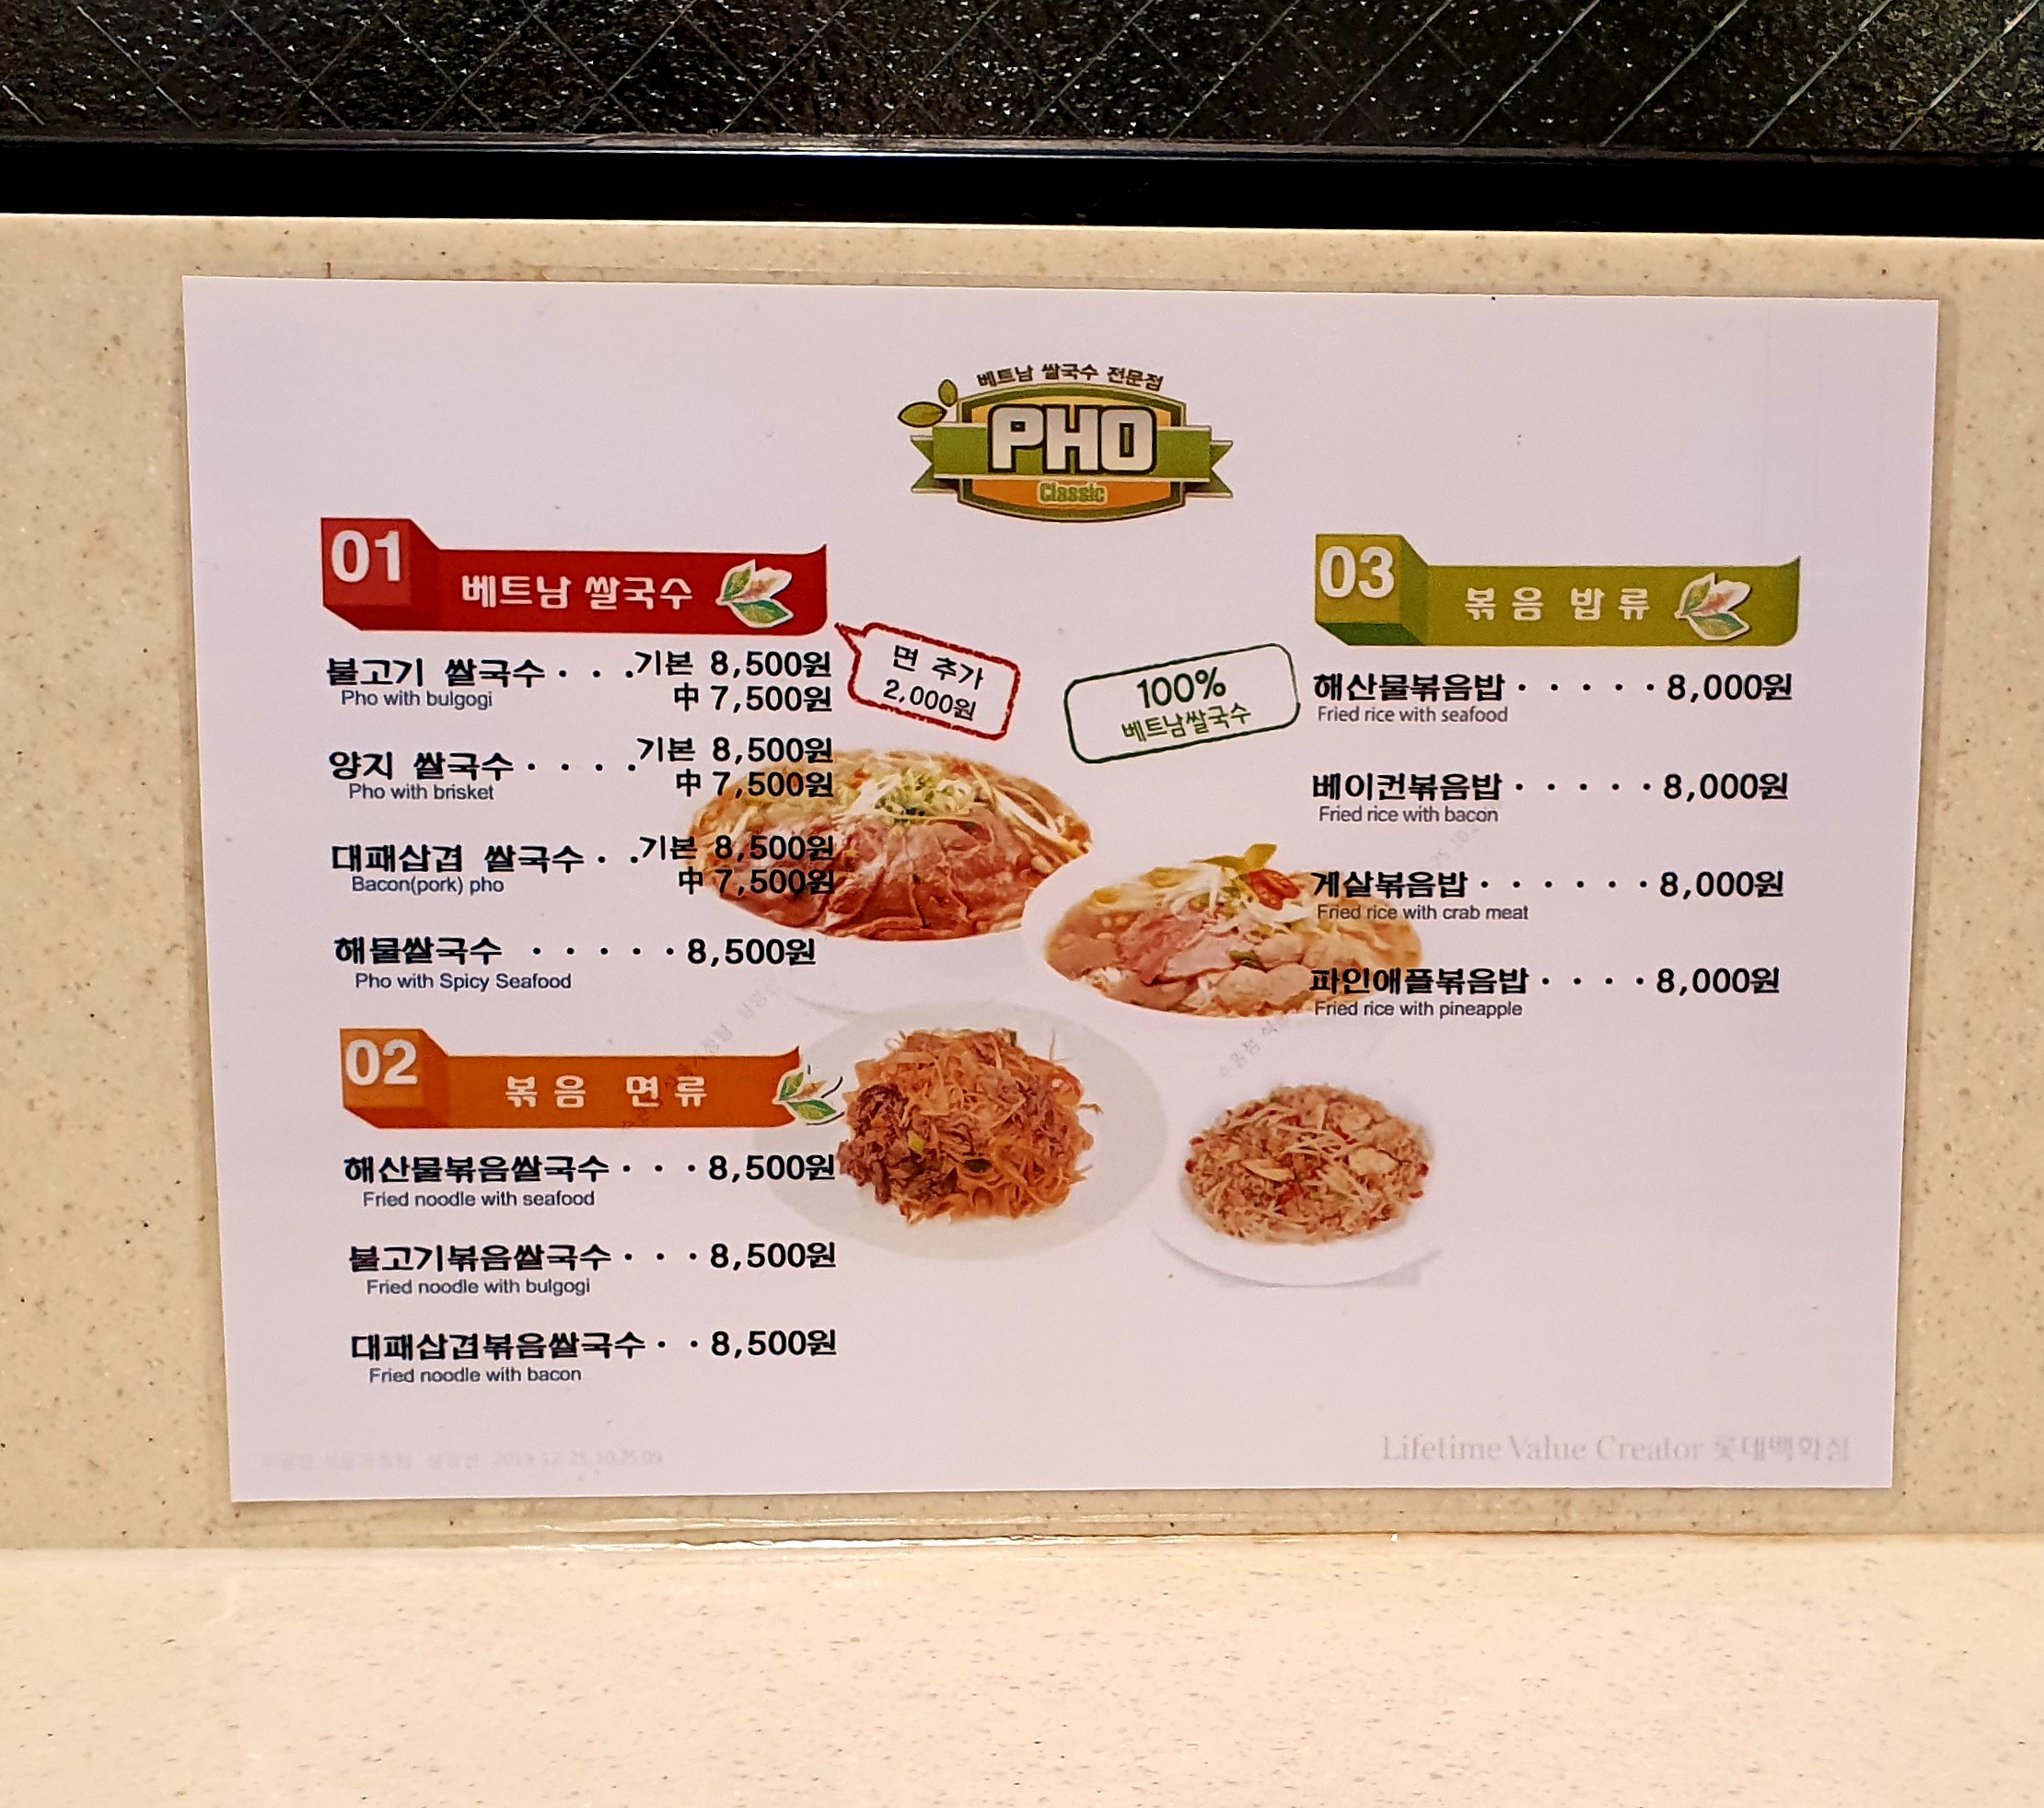 베트남 쌀국수 전문점
PHO
Classic
01
베트남 쌀국수
불고기 쌀국수 · · ·기본 8,500원
Pho with bulgogi
中 7,500원
면 추가
2,000원
양지 쌀국수 · · · ·기본 8,500원
Pho with brisket
中 7,500원
대패삽겹 쌀국수 · ·기본 8,500원
Bacon(pork) pho
中 7,500원
해물쌀국수 · · · · · 8,500원
Pho with Spicy Seafood
02
볶음 면류
해산물볶음쌀국수 · · · 8,500원
Fried noodle with seafood
불고기볶음쌀국수 · · · 8,500원
Fried noodle with bulgogi
대패삽겹볶음쌀국수 · · 8,500원
Fried noodle with bacon
100%
베트남쌀국수
03
볶음 밥류
해산물볶음밥 · · · · · 8,000원
Fried rice with seafood
베이컨볶음밥 · · · · · 8,000원
Fried rice with bacon
게살볶음밥 · · · · · · 8,000원
Fried rice with crab meat
파인애플볶음밥 · · · · 8,000원
Fried rice with pineapple
2019.12.25.10.25.09
Lifetime Value Creator 롯데백화점